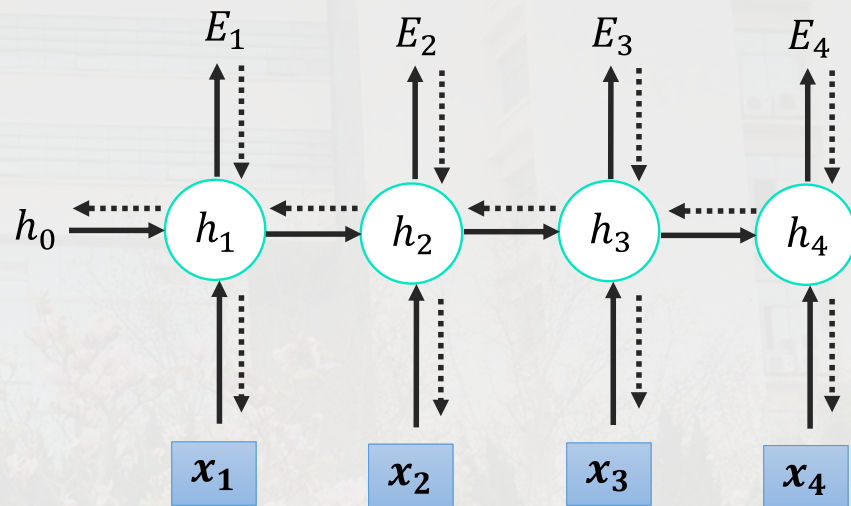 E₁ E₂ E₃ E₄
h₀ h₁ h₂ h₃ h₄
x₁ x₂ x₃ x₄